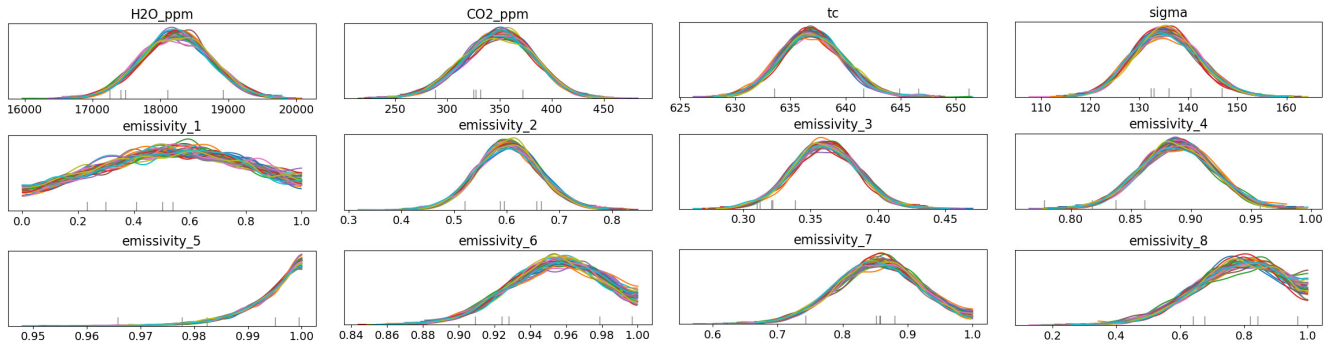 H2O_ppm CO2_ppm tc sigma
16000 17000 18000 19000 20000 250 300 350 400 450 625 630 635 640 645 650 110 120 130 140 150 160
emissivity_1 emissivity_2 emissivity_3 emissivity_4
0.0 0.2 0.4 0.6 0.8 1.0 0.3 0.4 0.5 0.6 0.7 0.8 0.30 0.35 0.40 0.45 0.80 0.85 0.90 0.95 1.00
emissivity_5 emissivity_6 emissivity_7 emissivity_8
0.95 0.96 0.97 0.98 0.99 1.00 0.84 0.86 0.88 0.90 0.92 0.94 0.96 0.98 1.00 0.6 0.7 0.8 0.9 1.0 0.2 0.4 0.6 0.8 1.0